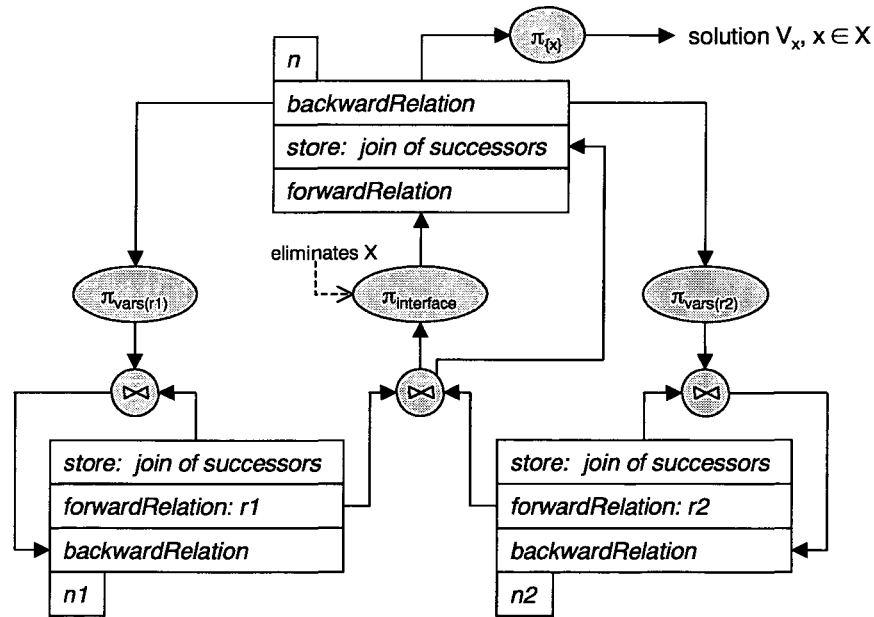 π{x}
solution Vx, x ∈ X
n
backwardRelation
store: join of successors
forwardRelation
eliminates X
πvars(r1)
πinterface
πvars(r2)
⋈
⋈
⋈
store: join of successors
forwardRelation: r1
backwardRelation
n1
store: join of successors
forwardRelation: r2
backwardRelation
n2